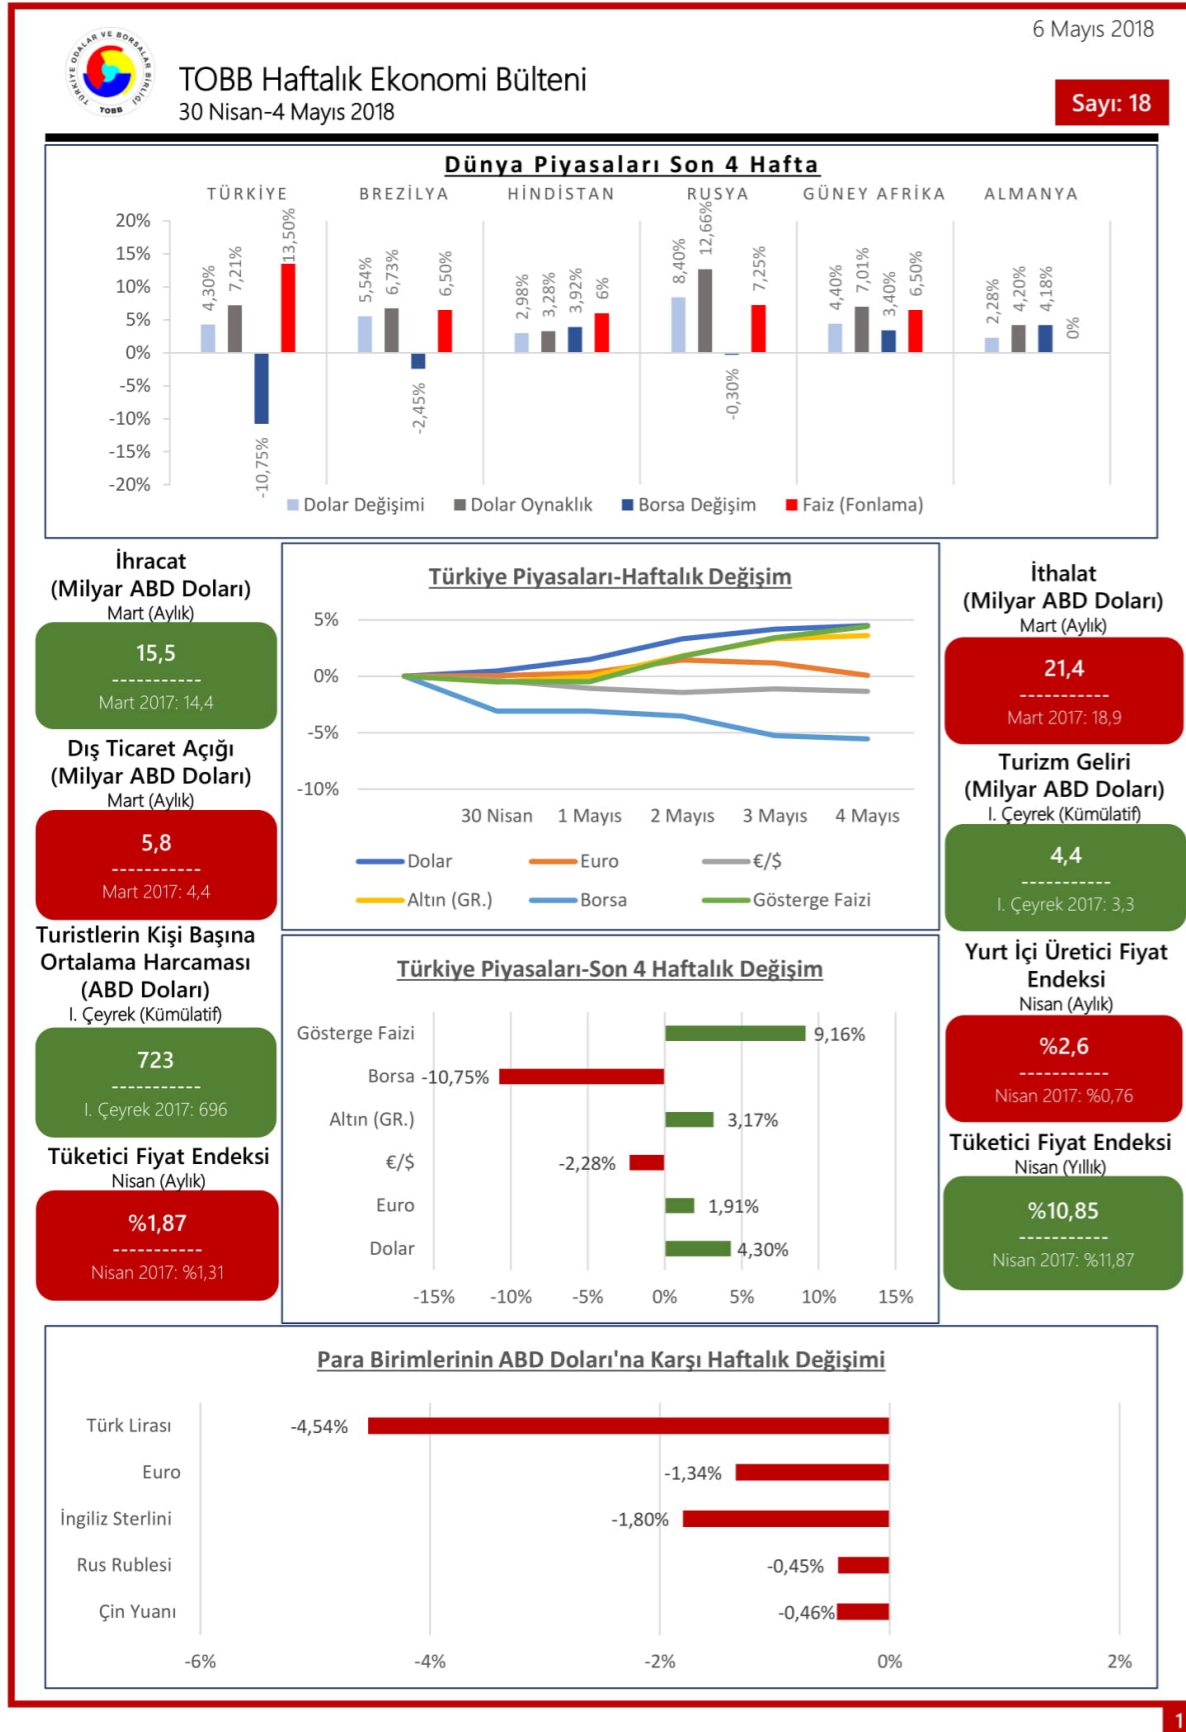 6 Mayıs 2018
TÜRKİYE ODALAR VE BORSALAR BİRLİĞİ
TOBB
TOBB Haftalık Ekonomi Bülteni
30 Nisan-4 Mayıs 2018
Sayı: 18
Dünya Piyasaları Son 4 Hafta
TÜRKİYE BREZİLYA HİNDİSTAN RUSYA GÜNEY AFRİKA ALMANYA
20%
15%
10%
5%
0%
-5%
-10%
-15%
-20%
4,30% 7,21% -10,75% 13,50%
5,54% 6,73% -2,45% 6,50%
2,98% 3,28% 3,92% 6%
8,40% 12,66% -0,30% 7,25%
4,40% 7,01% 3,40% 6,50%
2,28% 4,20% 4,18% 0%
Dolar Değişimi Dolar Oynaklık Borsa Değişim Faiz (Fonlama)
İhracat
(Milyar ABD Doları)
Mart (Aylık)
15,5
-----------
Mart 2017: 14,4
Dış Ticaret Açığı
(Milyar ABD Doları)
Mart (Aylık)
5,8
-----------
Mart 2017: 4,4
Turistlerin Kişi Başına
Ortalama Harcaması
(ABD Doları)
I. Çeyrek (Kümülatif)
723
-----------
I. Çeyrek 2017: 696
Tüketici Fiyat Endeksi
Nisan (Aylık)
%1,87
-----------
Nisan 2017: %1,31
Türkiye Piyasaları-Haftalık Değişim
5%
0%
-5%
-10%
30 Nisan 1 Mayıs 2 Mayıs 3 Mayıs 4 Mayıs
Dolar Euro €/$
Altın (GR.) Borsa Gösterge Faizi
Türkiye Piyasaları-Son 4 Haftalık Değişim
Gösterge Faizi 9,16%
Borsa -10,75%
Altın (GR.) 3,17%
€/$ -2,28%
Euro 1,91%
Dolar 4,30%
-15% -10% -5% 0% 5% 10% 15%
İthalat
(Milyar ABD Doları)
Mart (Aylık)
21,4
-----------
Mart 2017: 18,9
Turizm Geliri
(Milyar ABD Doları)
I. Çeyrek (Kümülatif)
4,4
-----------
I. Çeyrek 2017: 3,3
Yurt İçi Üretici Fiyat
Endeksi
Nisan (Aylık)
%2,6
-----------
Nisan 2017: %0,76
Tüketici Fiyat Endeksi
Nisan (Yıllık)
%10,85
-----------
Nisan 2017: %11,87
Para Birimlerinin ABD Doları'na Karşı Haftalık Değişimi
Türk Lirası -4,54%
Euro -1,34%
İngiliz Sterlini -1,80%
Rus Rublesi -0,45%
Çin Yuanı -0,46%
-6% -4% -2% 0% 2%
1